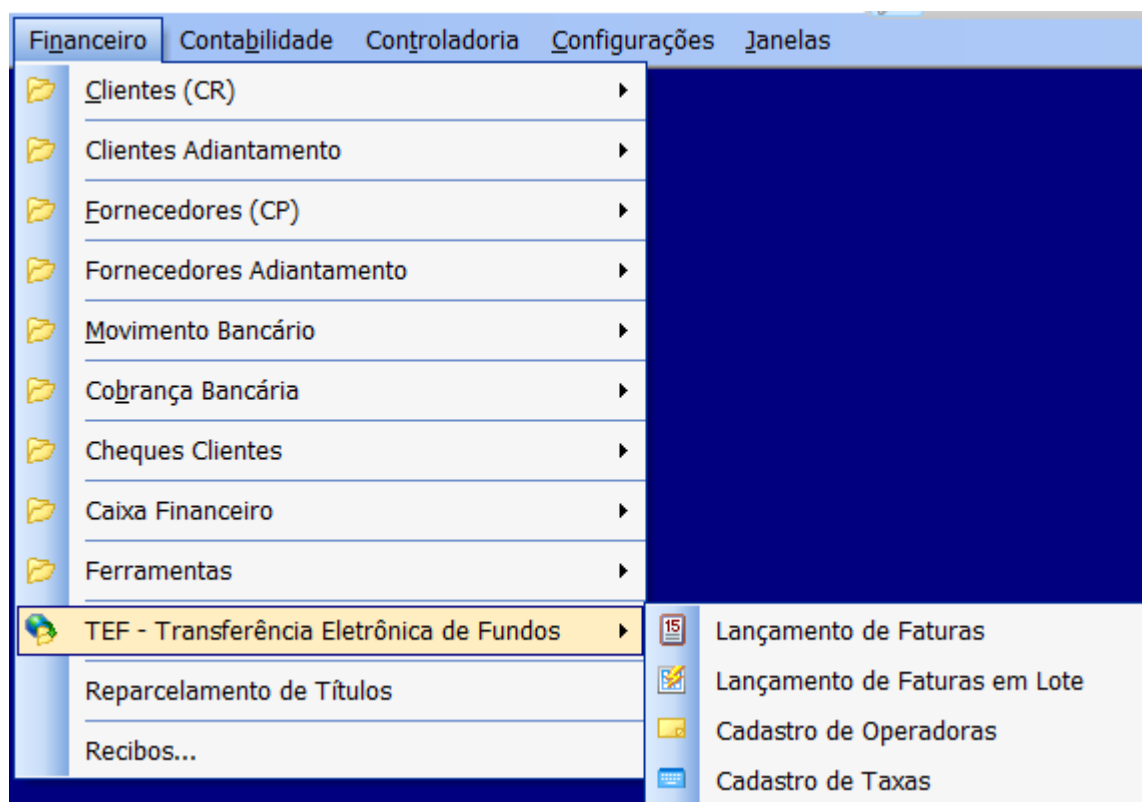 Financeiro Contabilidade Controladoria Configurações Janelas
Clientes (CR)
Clientes Adiantamento
Fornecedores (CP)
Fornecedores Adiantamento
Movimento Bancário
Cobrança Bancária
Cheques Clientes
Caixa Financeiro
Ferramentas
TEF - Transferência Eletrônica de Fundos
Reparcelamento de Títulos
Recibos...
15 Lançamento de Faturas
Lançamento de Faturas em Lote
Cadastro de Operadoras
Cadastro de Taxas